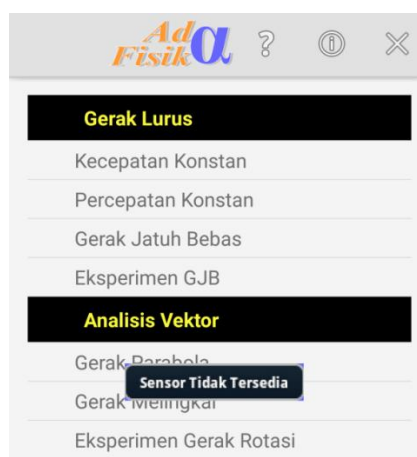 Ad
Fisikα
?
Gerak Lurus
Kecepatan Konstan
Percepatan Konstan
Gerak Jatuh Bebas
Eksperimen GJB
Analisis Vektor
Gerak Parabola
Sensor Tidak Tersedia
Gerak Melingkar
Eksperimen Gerak Rotasi